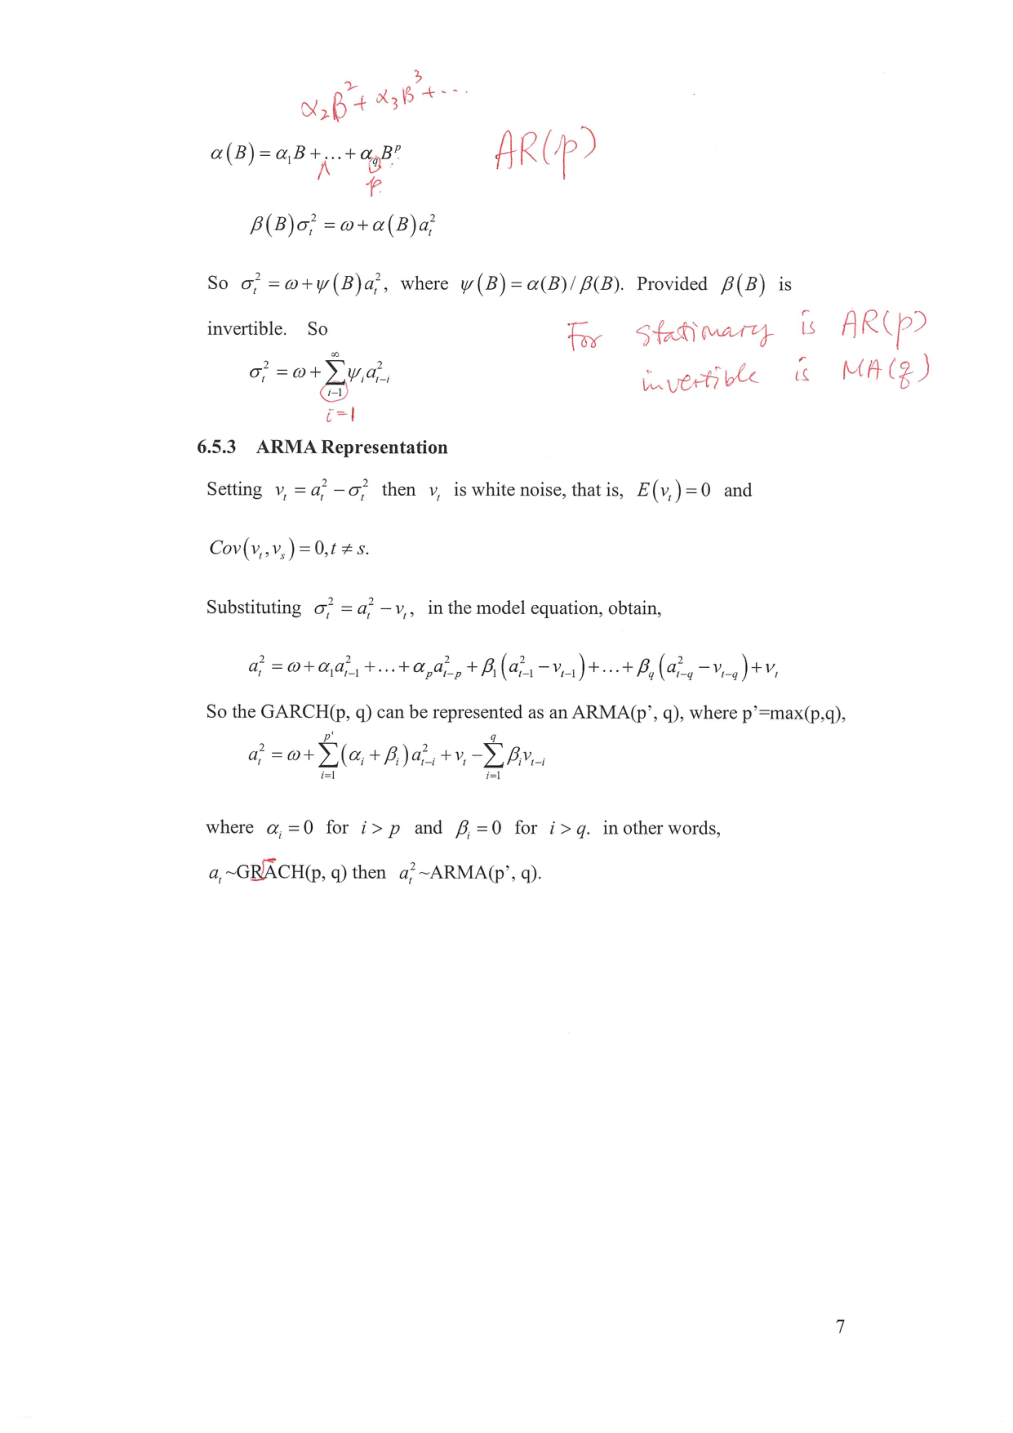 α₂B² + α₃B³ + ...
α(B) = α₁B + ... + α_q B^p AR(p)
p
β(B)σ_t² = ω + α(B)a_t²
So σ_t² = ω + ψ(B)a_t², where ψ(B) = α(B) / β(B). Provided β(B) is
invertible. So
For stationary is AR(p)
σ_t² = ω + ∑_{i-1}^∞ ψ_i a_{t-i}²
invertible is MA(q)
i=1
6.5.3 ARMA Representation
Setting v_t = a_t² − σ_t² then v_t is white noise, that is, E(v_t) = 0 and
Cov(v_t, v_s) = 0, t ≠ s.
Substituting σ_t² = a_t² − v_t, in the model equation, obtain,
a_t² = ω + α₁a_{t-1}² + ... + α_p a_{t-p}² + β₁(a_{t-1}² − v_{t-1}) + ... + β_q(a_{t-q}² − v_{t-q}) + v_t
So the GARCH(p, q) can be represented as an ARMA(p’, q), where p’=max(p,q),
a_t² = ω + ∑_{i=1}^{p'} (α_i + β_i)a_{t-i}² + v_t − ∑_{i=1}^{q} β_i v_{t-i}
where α_i = 0 for i > p and β_i = 0 for i > q. in other words,
a_t ~GRACH(p, q) then a_t² ~ARMA(p’, q).
7